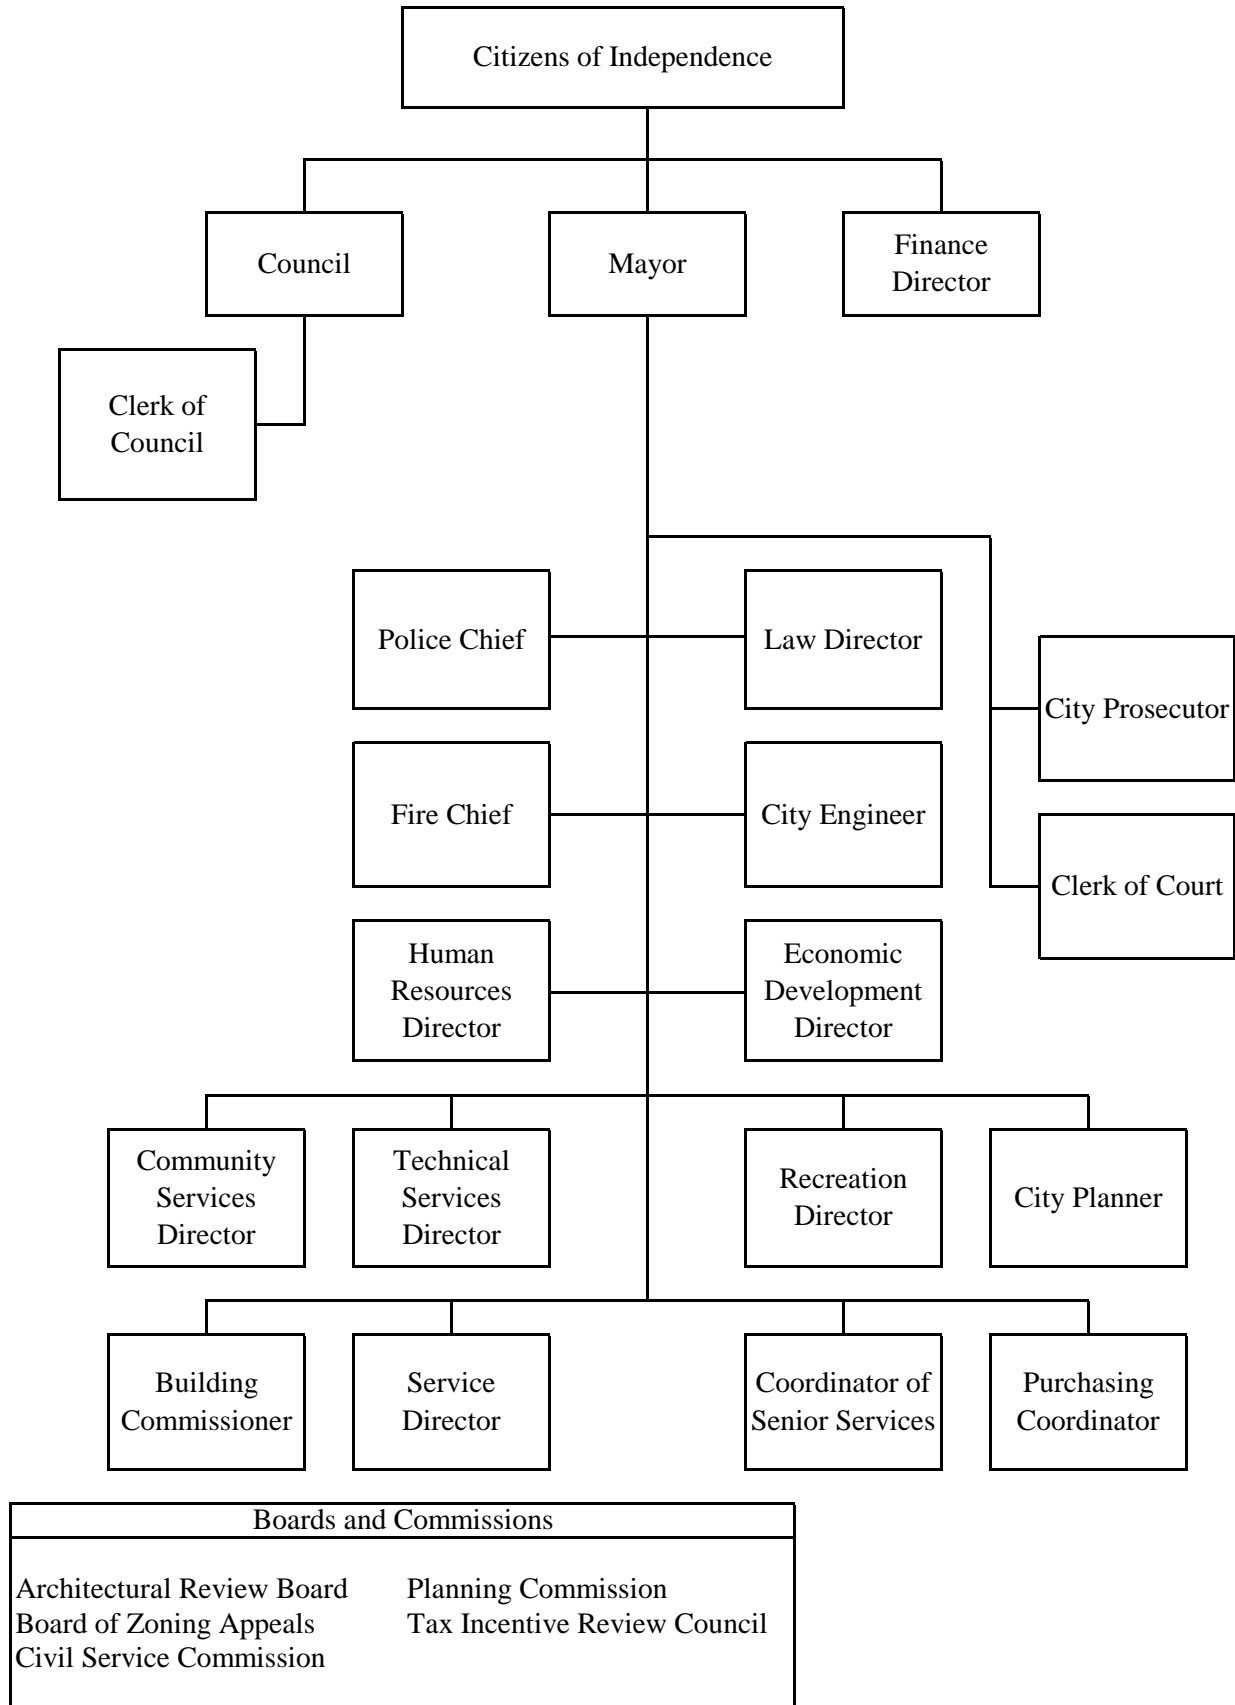 Citizens of Independence
Council
Mayor
Finance
Director
Clerk of
Council
Police Chief
Law Director
City Prosecutor
Fire Chief
City Engineer
Clerk of Court
Human
Resources
Director
Economic
Development
Director
Community
Services
Director
Technical
Services
Director
Recreation
Director
City Planner
Building
Commissioner
Service
Director
Coordinator of
Senior Services
Purchasing
Coordinator
Boards and Commissions
Architectural Review Board
Board of Zoning Appeals
Civil Service Commission
Planning Commission
Tax Incentive Review Council